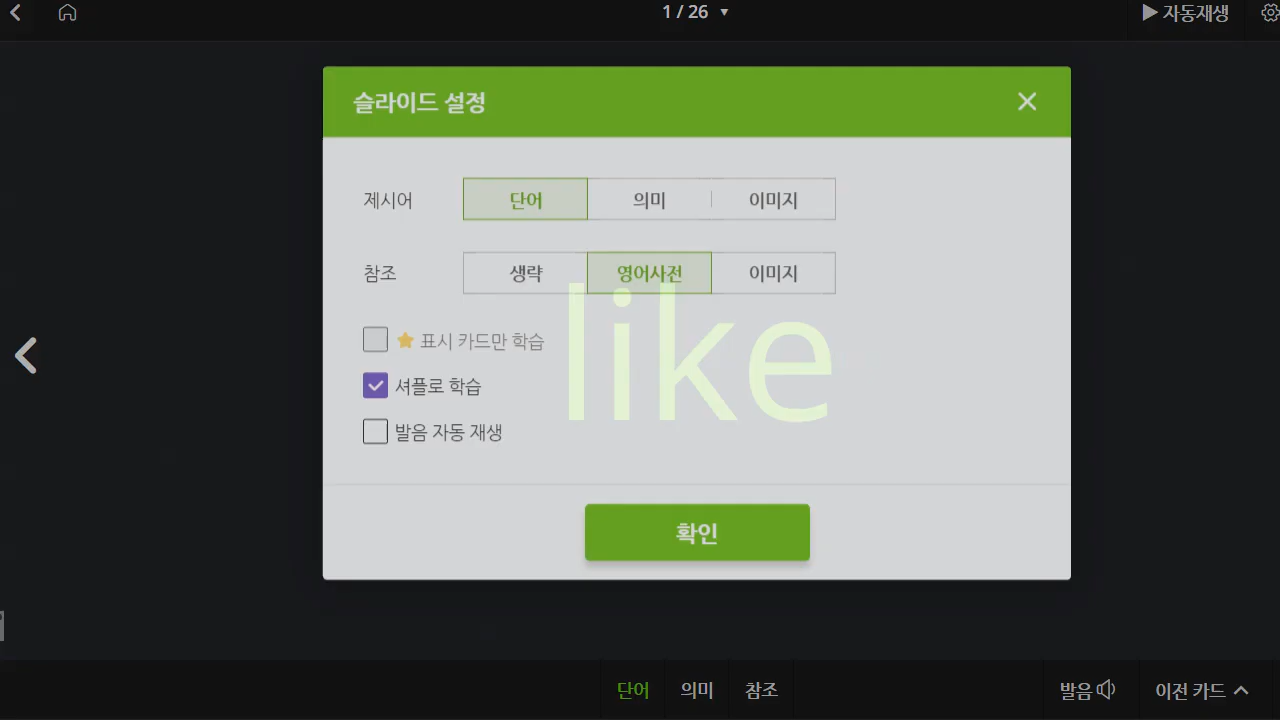 1 / 26 ▼
▶ 자동재생
슬라이드 설정
제시어 단어 의미 이미지
참조 생략 영어사전 이미지
표시 카드만 학습
like
셔플로 학습
발음 자동 재생
확인
단어 의미 참조 발음 이전 카드